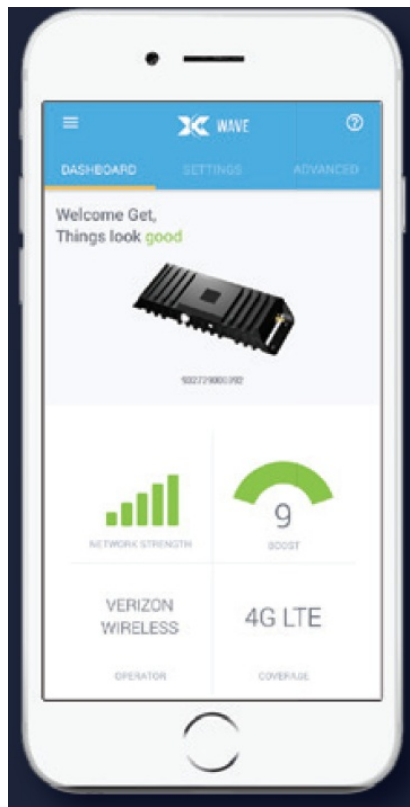 WAVE
DASHBOARD SETTINGS ADVANCED
Welcome Get,
Things look good
NETWORK STRENGTH
9
BOOST
VERIZON
WIRELESS
OPERATOR
4G LTE
COVERAGE